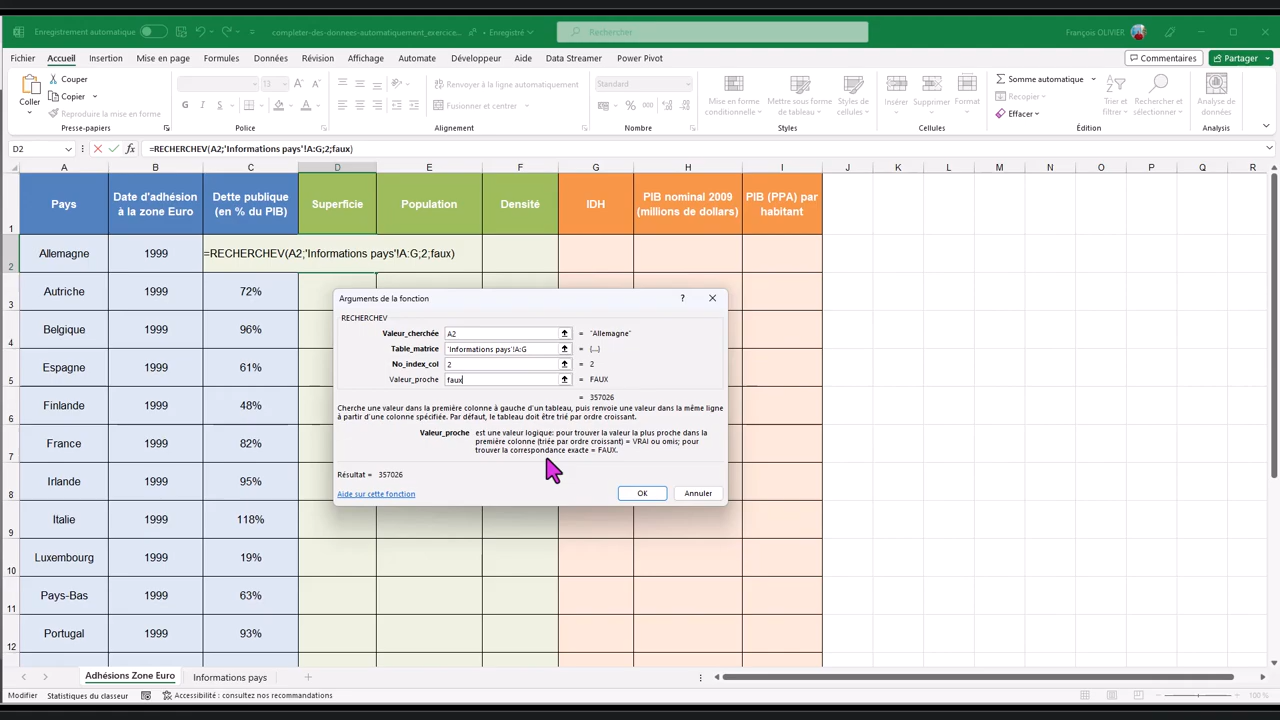 Enregistrement automatique
completer-des-donnees-automatiquement_exercice... • Enregistré
Rechercher
François OLIVIER
Fichier Accueil Insertion Mise en page Formules Données Révision Affichage Automate Développeur Aide Data Streamer Power Pivot
Commentaires Partager
Coller
Couper
Copier
Reproduire la mise en forme
Presse-papiers
13
G I S
Police
Renvoyer à la ligne automatiquement
Fusionner et centrer
Alignement
Standard
Nombre
Mise en forme conditionnelle
Mettre sous forme de tableau
Styles de cellules
Styles
Insérer Supprimer Format
Cellules
Somme automatique
Recopier
Effacer
Trier et filtrer
Rechercher et sélectionner
Édition
Analyse de données
Analysis
D2 =RECHERCHEV(A2;'Informations pays'!A:G;2;faux)
A B C D E F G H I J K L M N O P Q R
1 Pays Date d'adhésion à la zone Euro Dette publique (en % du PIB) Superficie Population Densité IDH PIB nominal 2009 (millions de dollars) PIB (PPA) par habitant
2 Allemagne 1999 =RECHERCHEV(A2;'Informations pays'!A:G;2;faux)
3 Autriche 1999 72%
4 Belgique 1999 96%
5 Espagne 1999 61%
6 Finlande 1999 48%
7 France 1999 82%
8 Irlande 1999 95%
9 Italie 1999 118%
10 Luxembourg 1999 19%
11 Pays-Bas 1999 63%
12 Portugal 1999 93%
Arguments de la fonction ?
RECHERCHEV
Valeur_cherchée A2 = "Allemagne"
Table_matrice 'Informations pays'!A:G = {...}
No_index_col 2 = 2
Valeur_proche faux = FAUX
= 357026
Cherche une valeur dans la première colonne à gauche d'un tableau, puis renvoie une valeur dans la même ligne
à partir d'une colonne spécifiée. Par défaut, le tableau doit être trié par ordre croissant.
Valeur_proche est une valeur logique: pour trouver la valeur la plus proche dans la
première colonne (triée par ordre croissant) = VRAI ou omis; pour
trouver la correspondance exacte = FAUX.
Résultat = 357026
Aide sur cette fonction
OK Annuler
Adhésions Zone Euro Informations pays
Modifier Statistiques du classeur Accessibilité : consultez nos recommandations
100 %